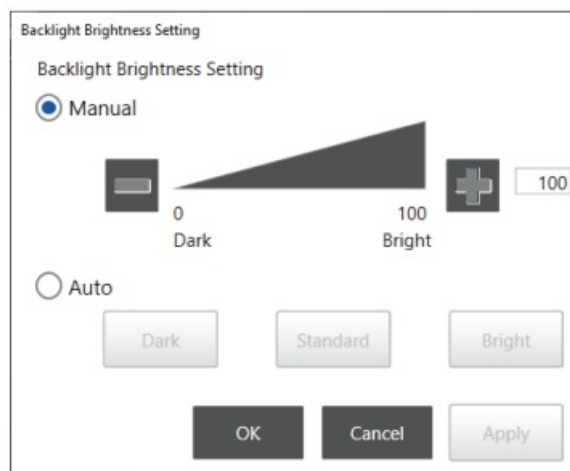 Backlight Brightness Setting
Backlight Brightness Setting
Manual
100
0 100
Dark Bright
Auto
Dark Standard Bright
OK Cancel Apply